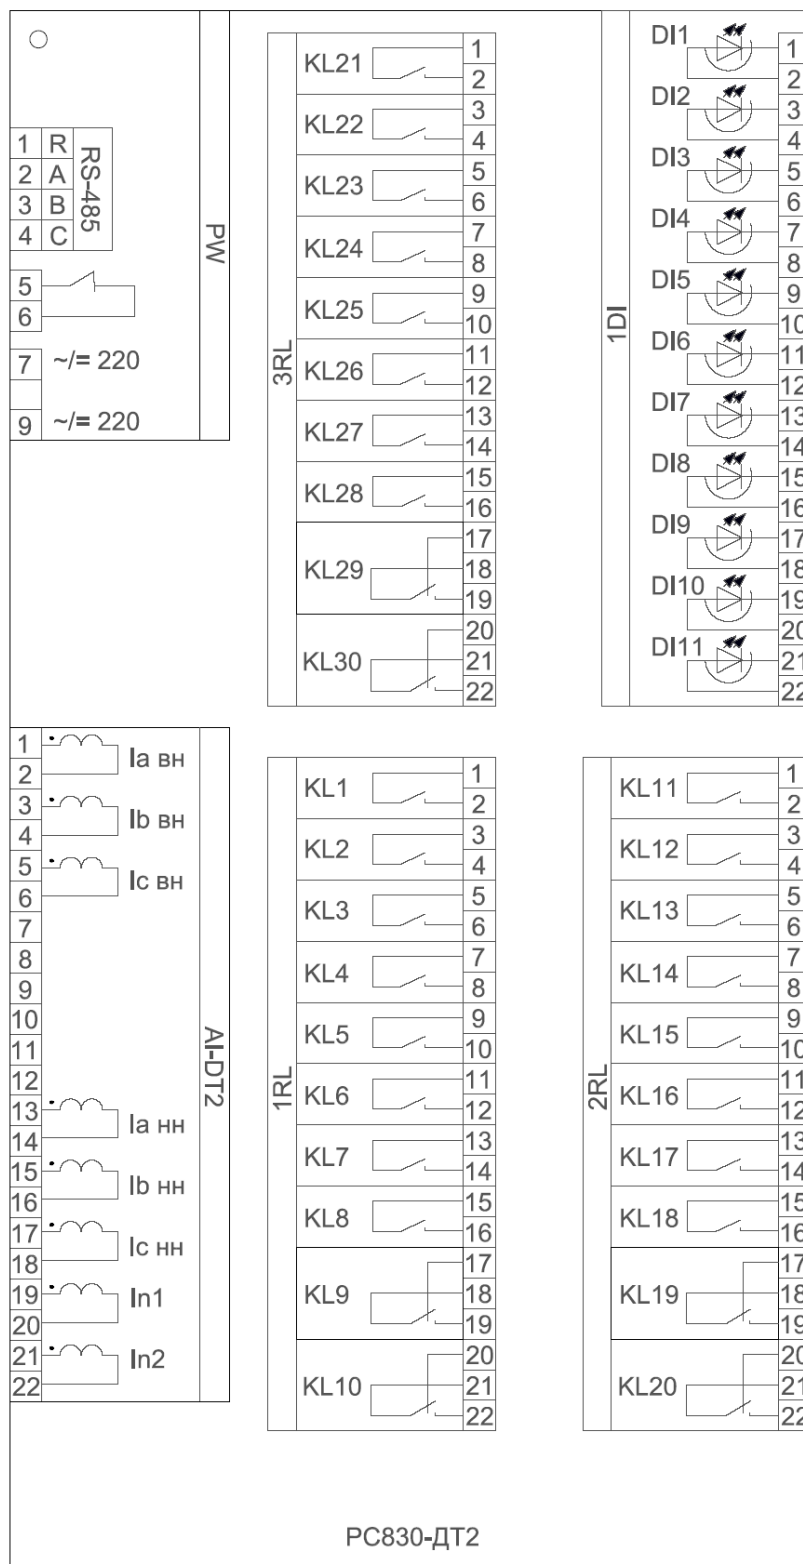 1 R
2 A
3 B
4 C
RS-485
5
6
7 ~/= 220
9 ~/= 220
PW
3RL
KL21 1
2
KL22 3
4
KL23 5
6
KL24 7
8
KL25 9
10
KL26 11
12
KL27 13
14
KL28 15
16
17
KL29 18
19
20
KL30 21
22
1DI
DI1 1
2
DI2 3
4
DI3 5
6
DI4 7
8
DI5 9
10
DI6 11
12
DI7 13
14
DI8 15
16
DI9 17
18
DI10 19
20
DI11 21
22
1
2 Ia вн
3
4 Ib вн
5
6 Ic вн
7
8
9
10
11
12
13
14 Ia нн
15
16 Ib нн
17
18 Ic нн
19 In1
20
21 In2
22
AI-DT2
1RL
KL1 1
2
KL2 3
4
KL3 5
6
KL4 7
8
KL5 9
10
KL6 11
12
KL7 13
14
KL8 15
16
17
KL9 18
19
20
KL10 21
22
2RL
KL11 1
2
KL12 3
4
KL13 5
6
KL14 7
8
KL15 9
10
KL16 11
12
KL17 13
14
KL18 15
16
17
KL19 18
19
20
KL20 21
22
РС830-ДТ2